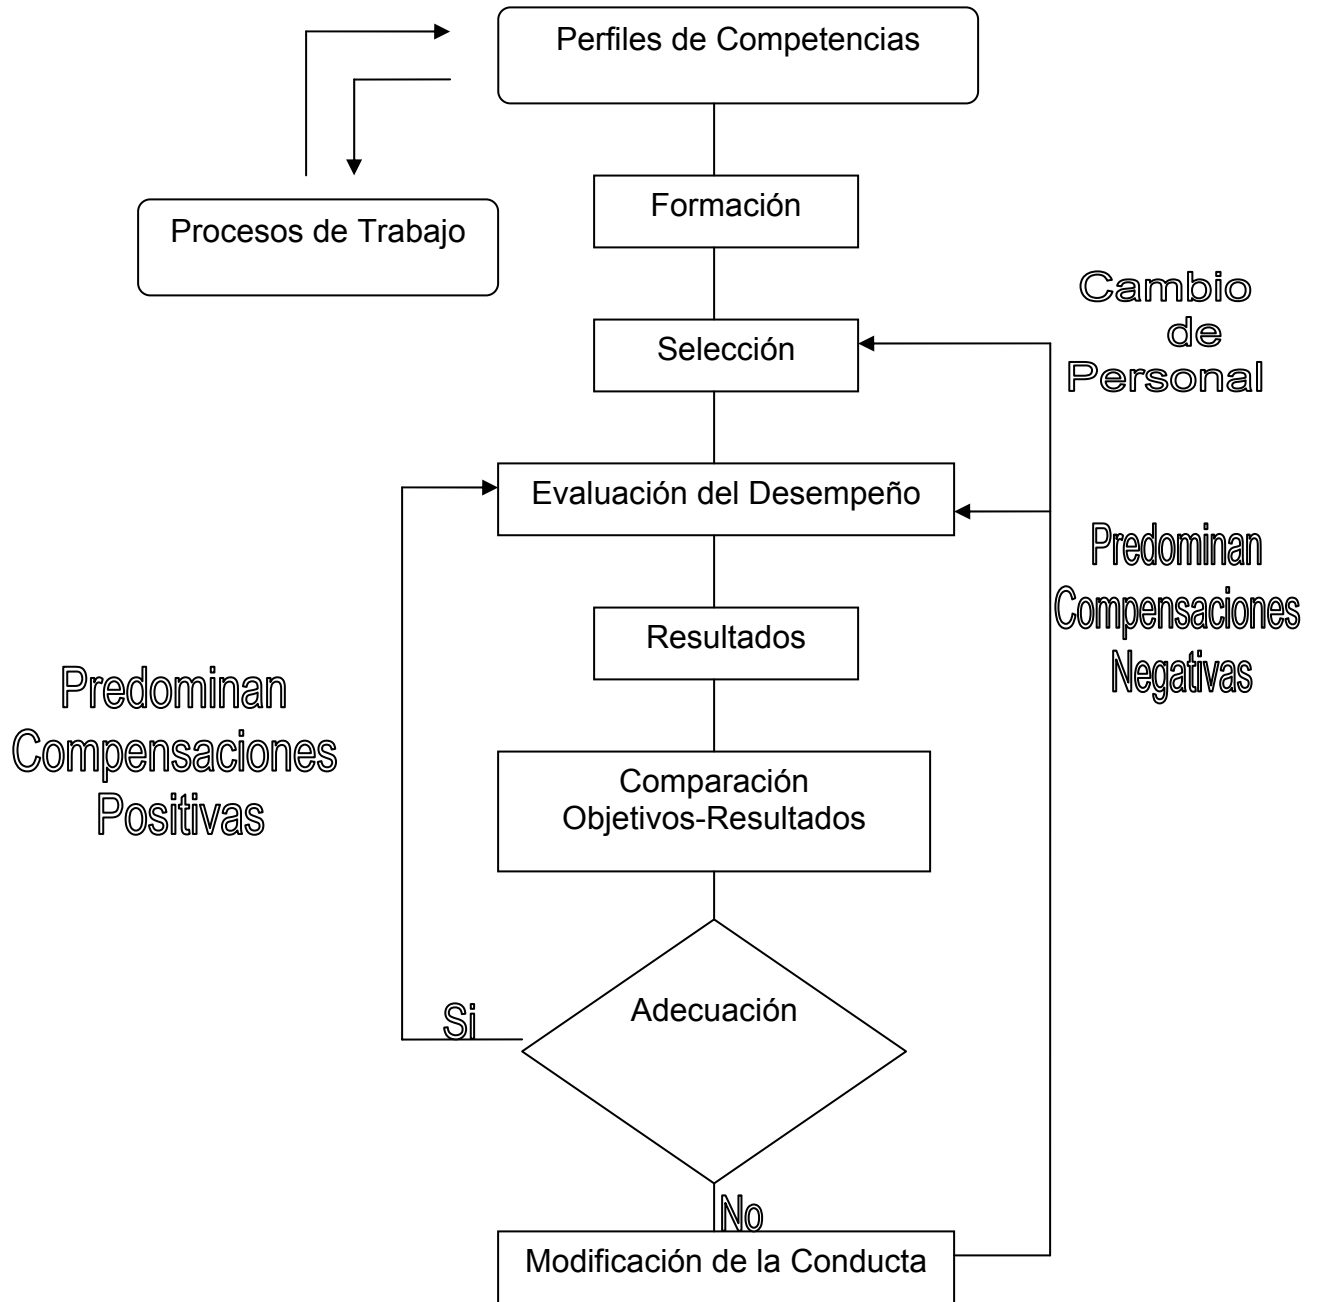 Perfiles de Competencias
Formación
Procesos de Trabajo
Cambio
de
Personal
Selección
Evaluación del Desempeño
Predominan
Compensaciones
Negativas
Resultados
Predominan
Compensaciones
Positivas
Comparación
Objetivos-Resultados
Adecuación
Si
No
Modificación de la Conducta